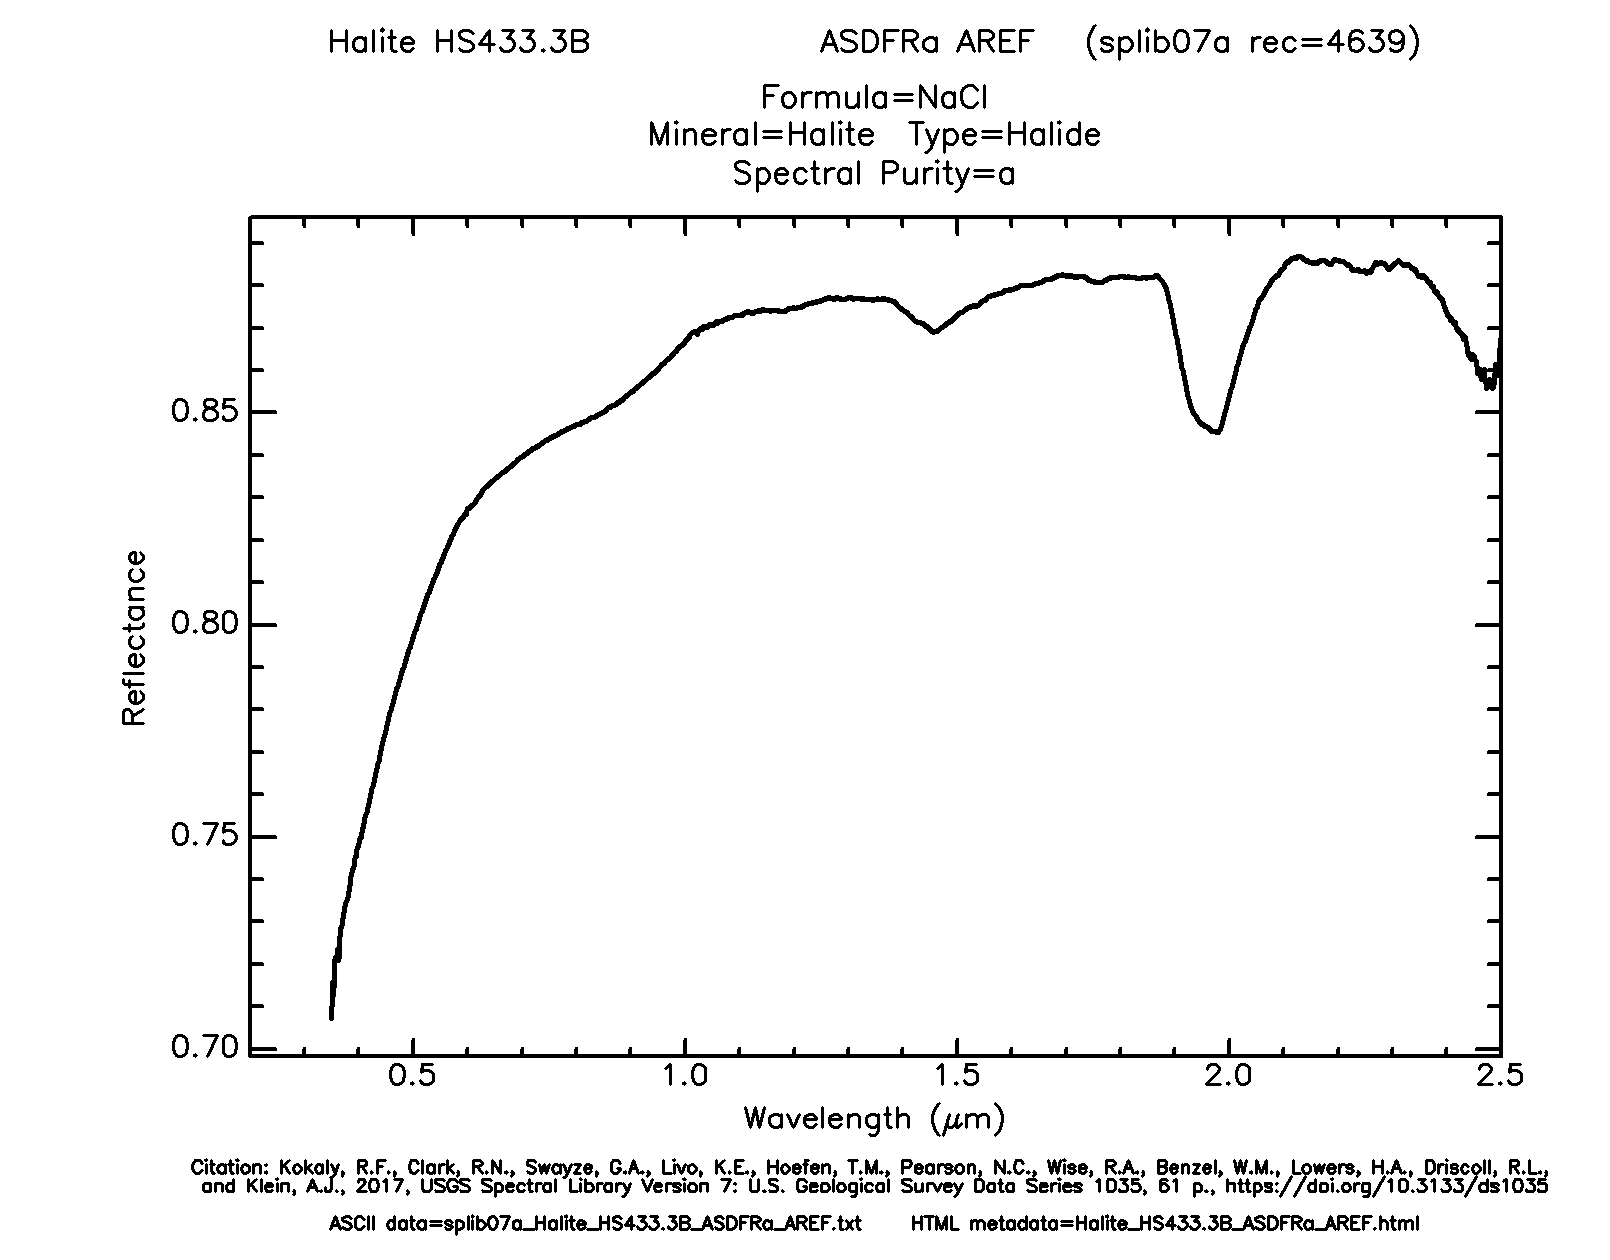 Halite HS433.3B ASDFRa AREF (splib07a rec=4639)
Formula=NaCl
Mineral=Halite Type=Halide
Spectral Purity=a
0.85
0.80
0.75
0.70
Reflectance
0.5 1.0 1.5 2.0 2.5
Wavelength (μm)
Citation: Kokaly, R.F., Clark, R.N., Swayze, G.A., Livo, K.E., Hoefen, T.M., Pearson, N.C., Wise, R.A., Benzel, W.M., Lowers, H.A., Driscoll, R.L.,
and Klein, A.J., 2017, USGS Spectral Library Version 7: U.S. Geological Survey Data Series 1035, 61 p., https://doi.org/10.3133/ds1035
ASCII data=splib07a_Halite_HS433.3B_ASDFRa_AREF.txt HTML metadata=Halite_HS433.3B_ASDFRa_AREF.html